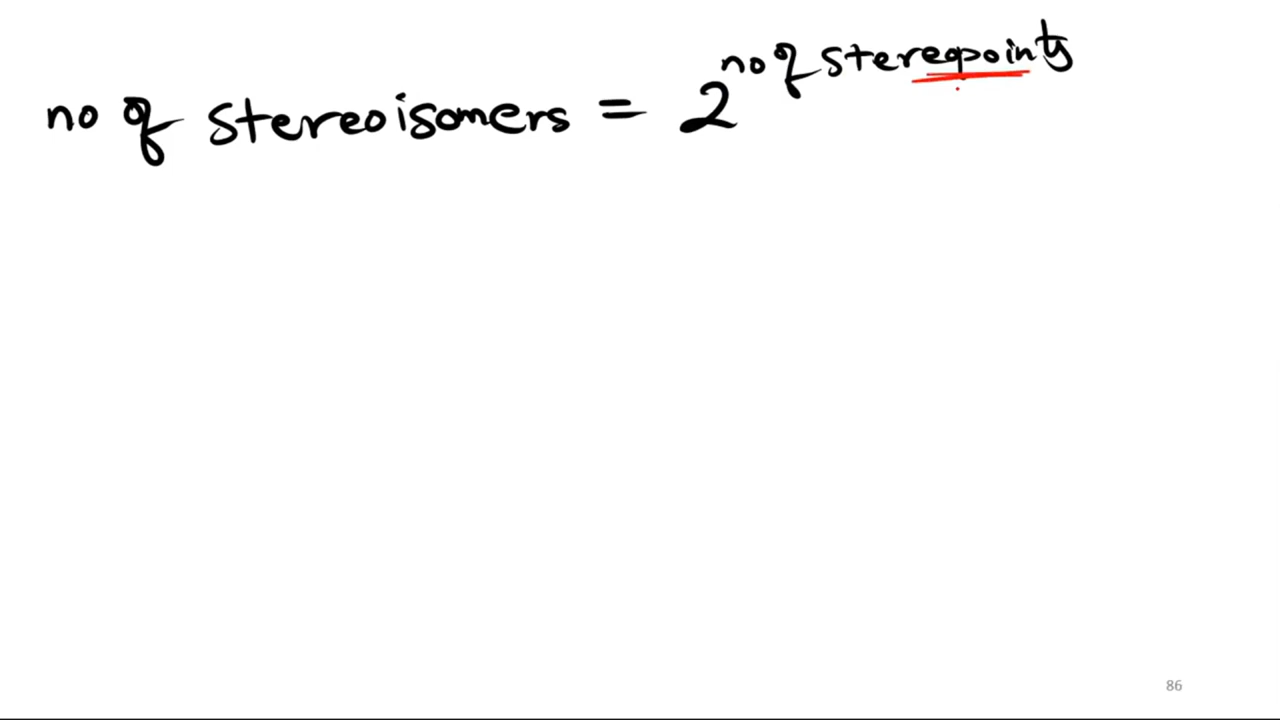 no of stereoisomers = 2^no of stereopoints
86